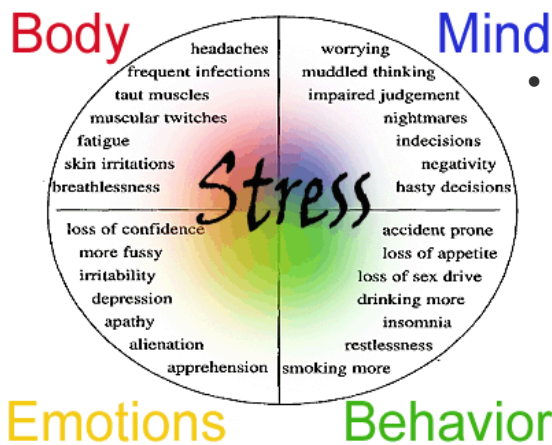 Body
headaches
frequent infections
taut muscles
muscular twitches
fatigue
skin irritations
breathlessness
Mind
worrying
muddled thinking
impaired judgement
nightmares
indecisions
negativity
hasty decisions
Stress
loss of confidence
more fussy
irritability
depression
apathy
alienation
apprehension
Emotions
accident prone
loss of appetite
loss of sex drive
drinking more
insomnia
restlessness
smoking more
Behavior